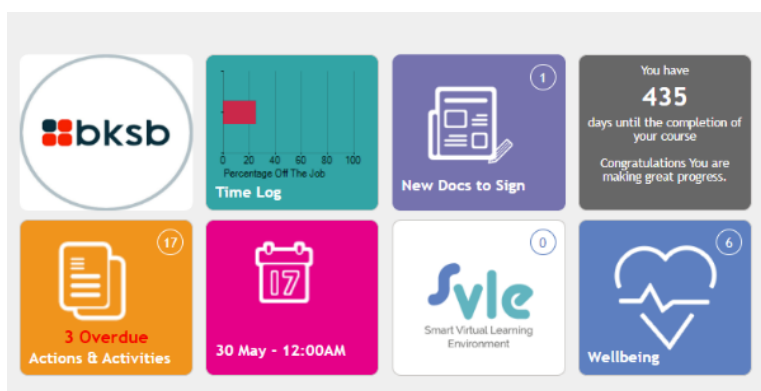 bksb
0 20 40 60 80 100
Percentage Off The Job
Time Log
1
New Docs to Sign
You have
435
days until the completion of
your course
Congratulations You are
making great progress.
17
3 Overdue
Actions & Activities
17
30 May - 12:00AM
0
Svle
Smart Virtual Learning
Environment
6
Wellbeing